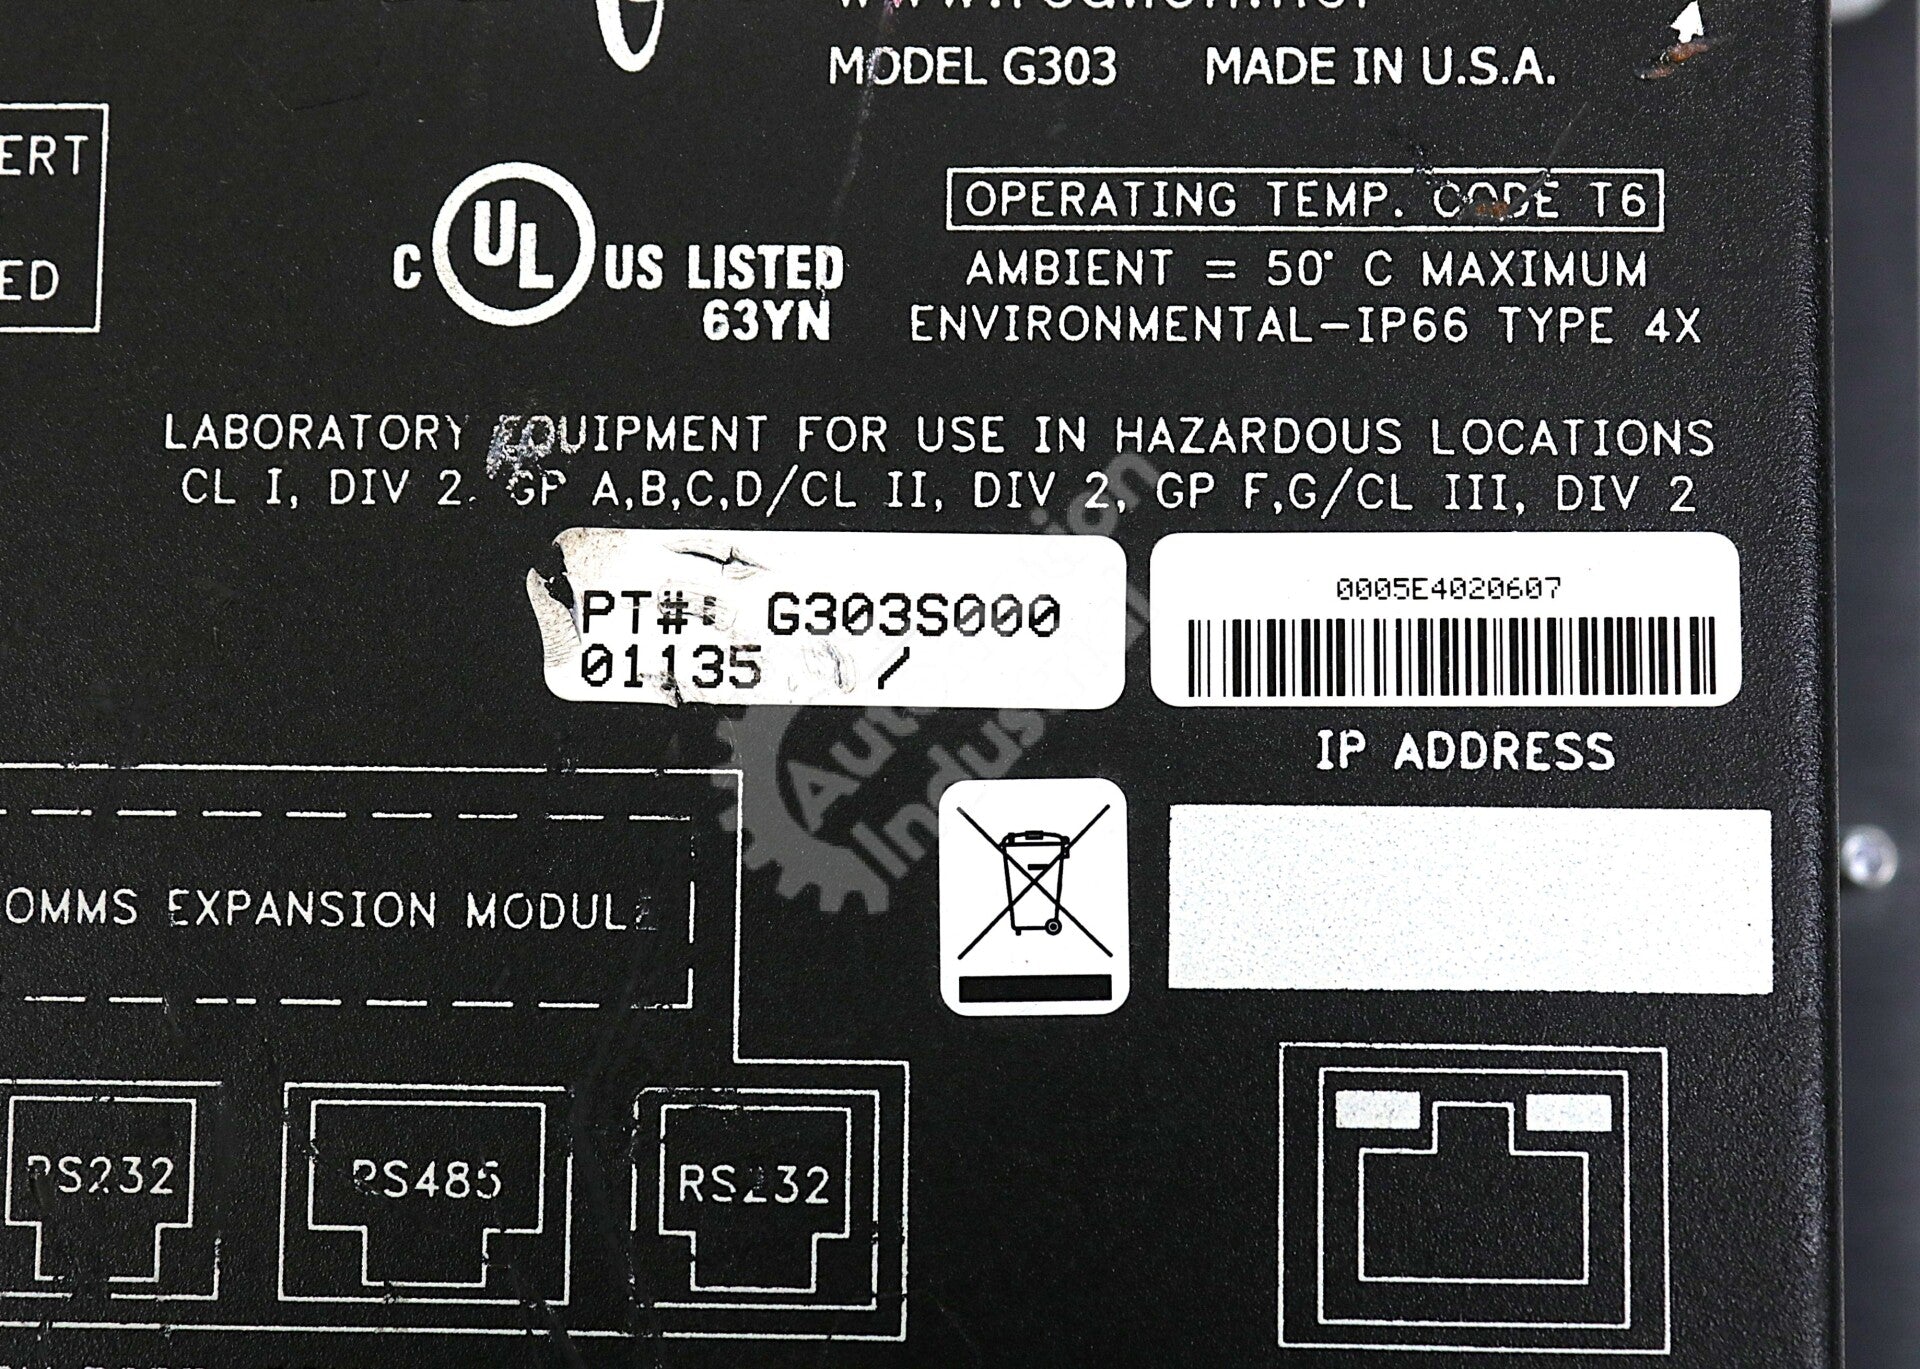 MODEL G303 MADE IN U.S.A.
ERT
ED
C UL US LISTED
63YN
OPERATING TEMP. CODE T6
AMBIENT = 50° C MAXIMUM
ENVIRONMENTAL-IP66 TYPE 4X
LABORATORY EQUIPMENT FOR USE IN HAZARDOUS LOCATIONS
CL I, DIV 2, GP A,B,C,D/CL II, DIV 2, GP F,G/CL III, DIV 2
PT#: G303S000
01135 /
0005E4020607
IP ADDRESS
Automation
Industrial
OMMS EXPANSION MODULE
RS232
RS485
RS232